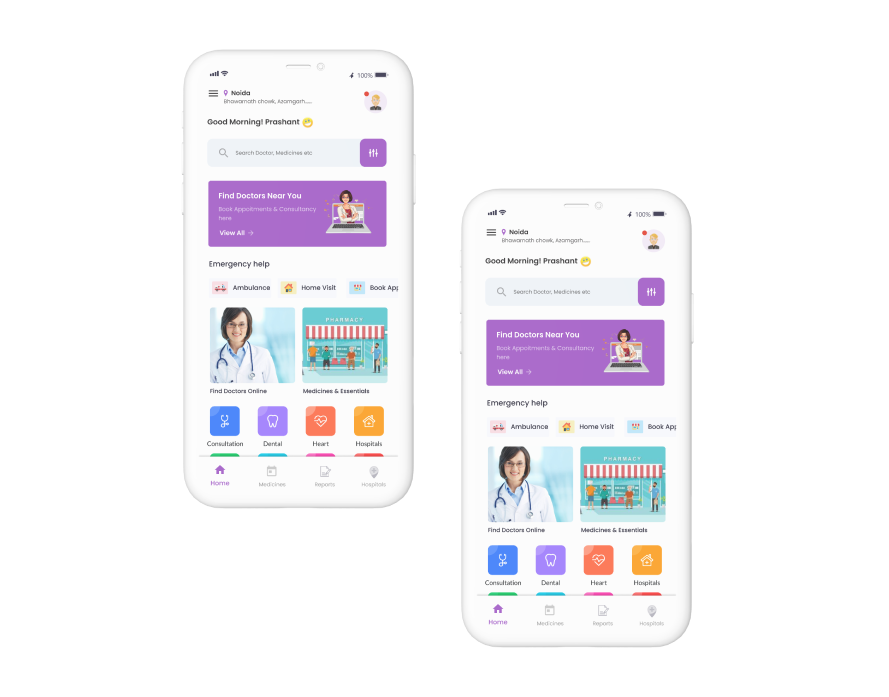 100%
Noida
Bhawarnath chowk, Azamgarh.....
Good Morning! Prashant
Search Doctor, Medicines etc
Find Doctors Near You
Book Appoitments & Consultancy
here
View All →
Emergency help
Ambulance
Home Visit
Book App
PHARMACY
Find Doctors Online
Medicines & Essentials
Consultation
Dental
Heart
Hospitals
Home
Medicines
Reports
Hospitals
100%
Noida
Bhawarnath chowk, Azamgarh.....
Good Morning! Prashant
Search Doctor, Medicines etc
Find Doctors Near You
Book Appoitments & Consultancy
here
View All →
Emergency help
Ambulance
Home Visit
Book App
PHARMACY
Find Doctors Online
Medicines & Essentials
Consultation
Dental
Heart
Hospitals
Home
Medicines
Reports
Hospitals